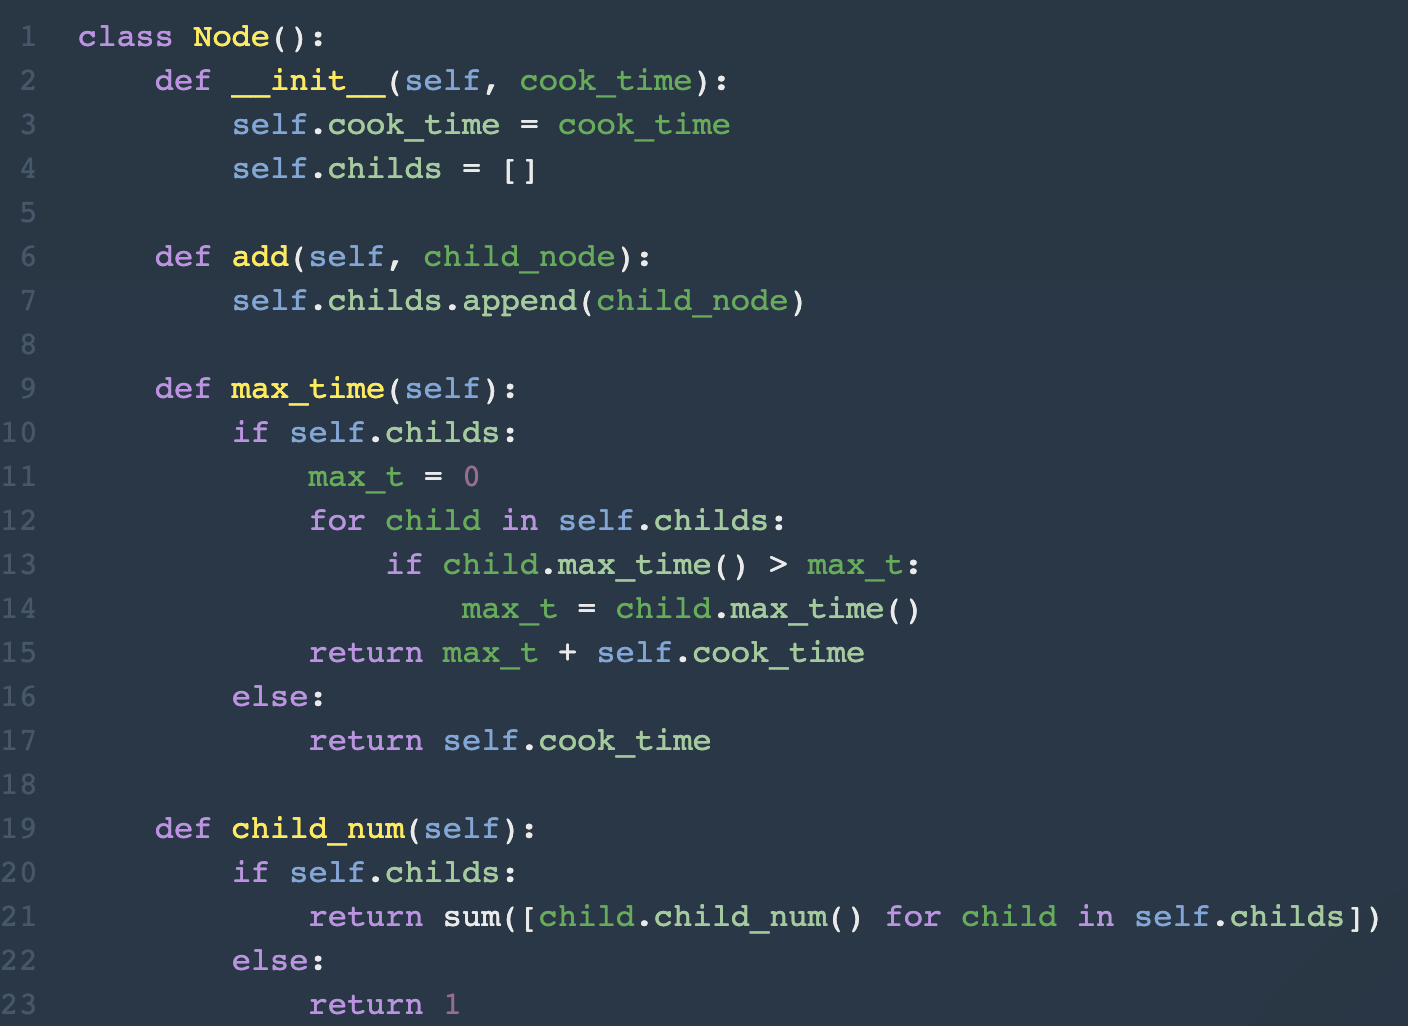 1 class Node():
2     def __init__(self, cook_time):
3         self.cook_time = cook_time
4         self.childs = []
5
6     def add(self, child_node):
7         self.childs.append(child_node)
8
9     def max_time(self):
10         if self.childs:
11             max_t = 0
12             for child in self.childs:
13                 if child.max_time() > max_t:
14                     max_t = child.max_time()
15             return max_t + self.cook_time
16         else:
17             return self.cook_time
18
19     def child_num(self):
20         if self.childs:
21             return sum([child.child_num() for child in self.childs])
22         else:
23             return 1